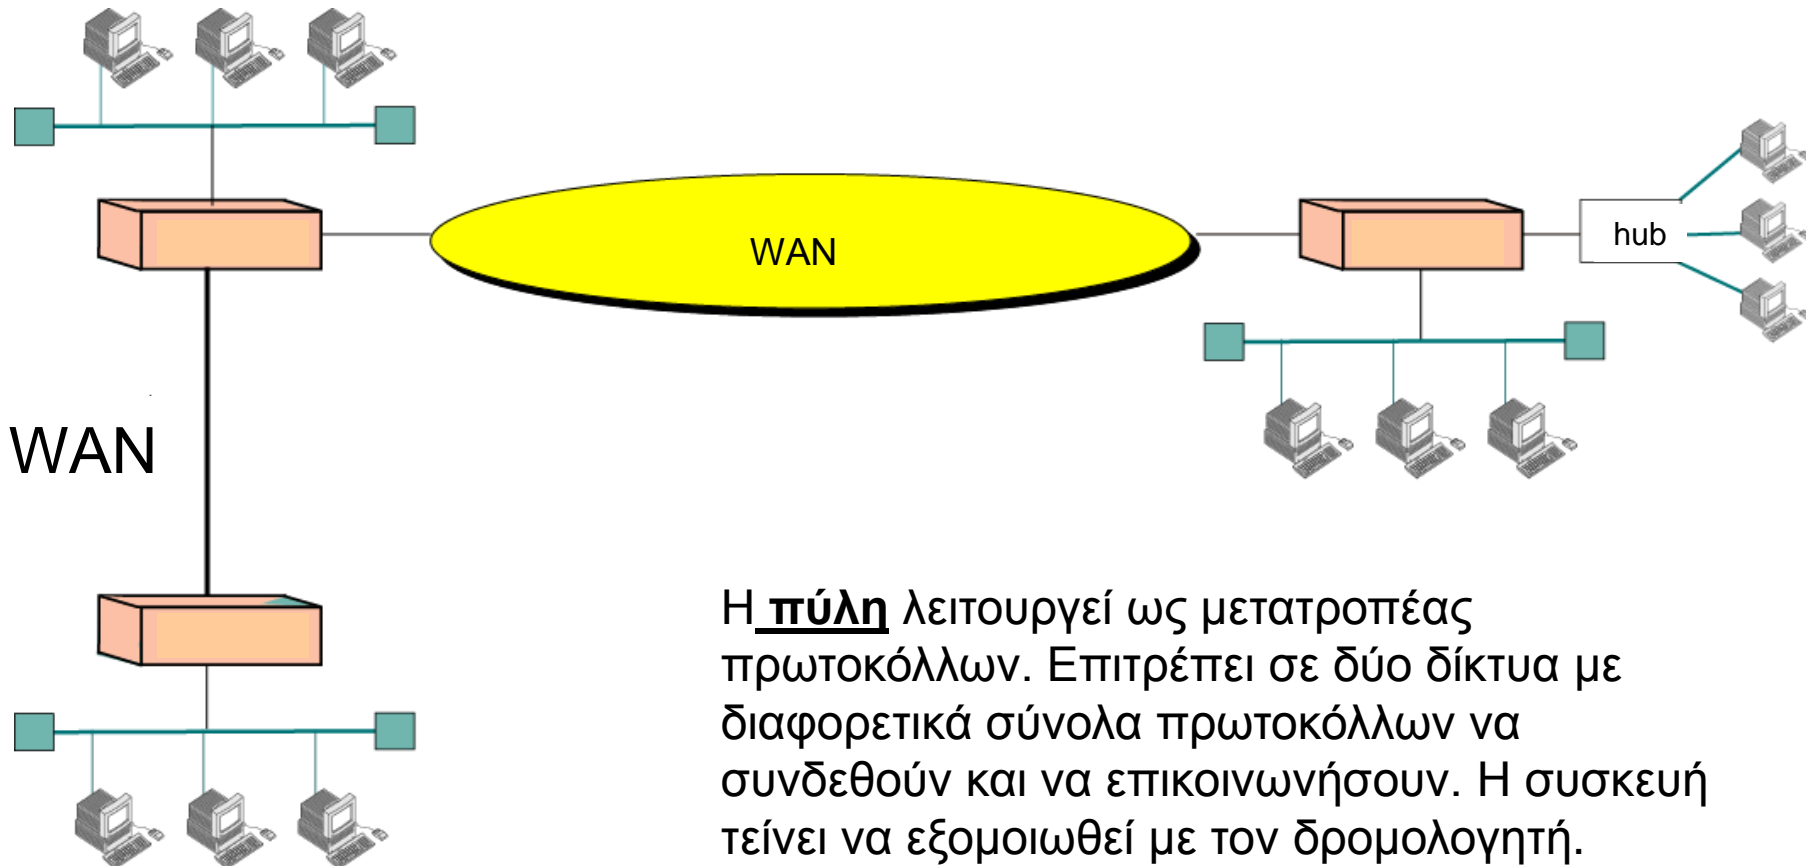 WAN
hub
WAN
Η πύλη λειτουργεί ως μετατροπέας
πρωτοκόλλων. Επιτρέπει σε δύο δίκτυα με
διαφορετικά σύνολα πρωτοκόλλων να
συνδεθούν και να επικοινωνήσουν. Η συσκευή
τείνει να εξομοιωθεί με τον δρομολογητή.